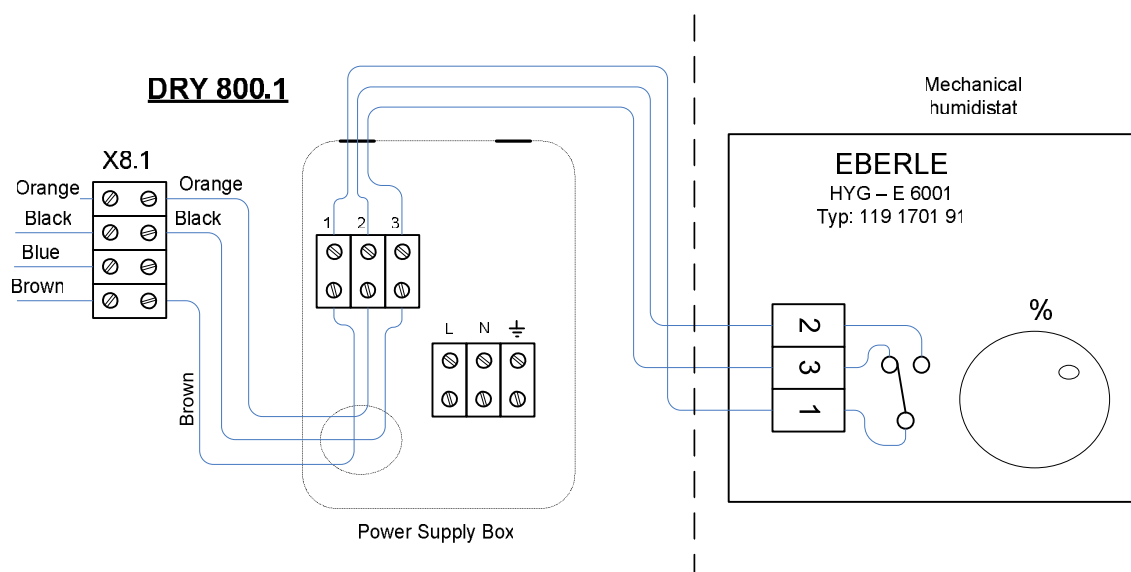 DRY 800.1
X8.1
Orange
Orange
Black
Black
Blue
Brown
Brown
1 2 3
L N
Power Supply Box
Mechanical
humidistat
EBERLE
HYG – E 6001
Typ: 119 1701 91
2
3
1
%